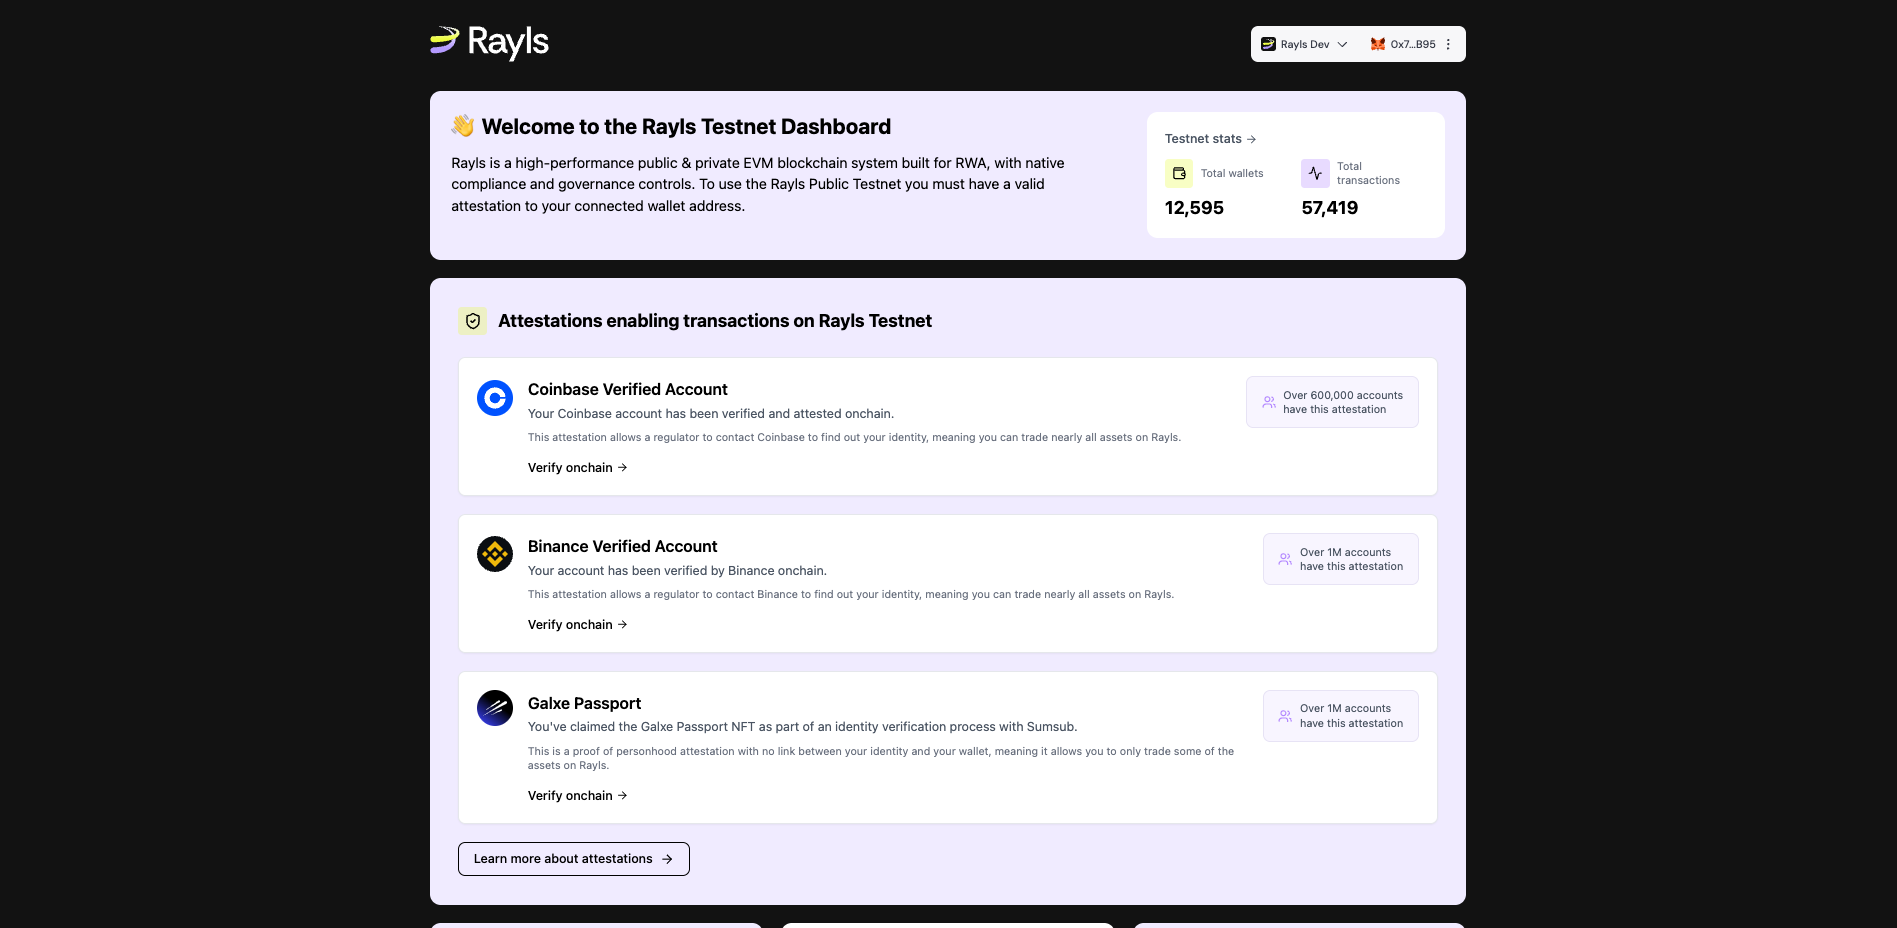 Rayls
Rayls Dev
0x7...B95
👋 Welcome to the Rayls Testnet Dashboard
Rayls is a high-performance public & private EVM blockchain system built for RWA, with native
compliance and governance controls. To use the Rayls Public Testnet you must have a valid
attestation to your connected wallet address.
Testnet stats →
Total wallets
12,595
Total
transactions
57,419
Attestations enabling transactions on Rayls Testnet
Coinbase Verified Account
Your Coinbase account has been verified and attested onchain.
This attestation allows a regulator to contact Coinbase to find out your identity, meaning you can trade nearly all assets on Rayls.
Verify onchain →
Over 600,000 accounts
have this attestation
Binance Verified Account
Your account has been verified by Binance onchain.
This attestation allows a regulator to contact Binance to find out your identity, meaning you can trade nearly all assets on Rayls.
Verify onchain →
Over 1M accounts
have this attestation
Galxe Passport
You've claimed the Galxe Passport NFT as part of an identity verification process with Sumsub.
This is a proof of personhood attestation with no link between your identity and your wallet, meaning it allows you to only trade some of the
assets on Rayls.
Verify onchain →
Over 1M accounts
have this attestation
Learn more about attestations →